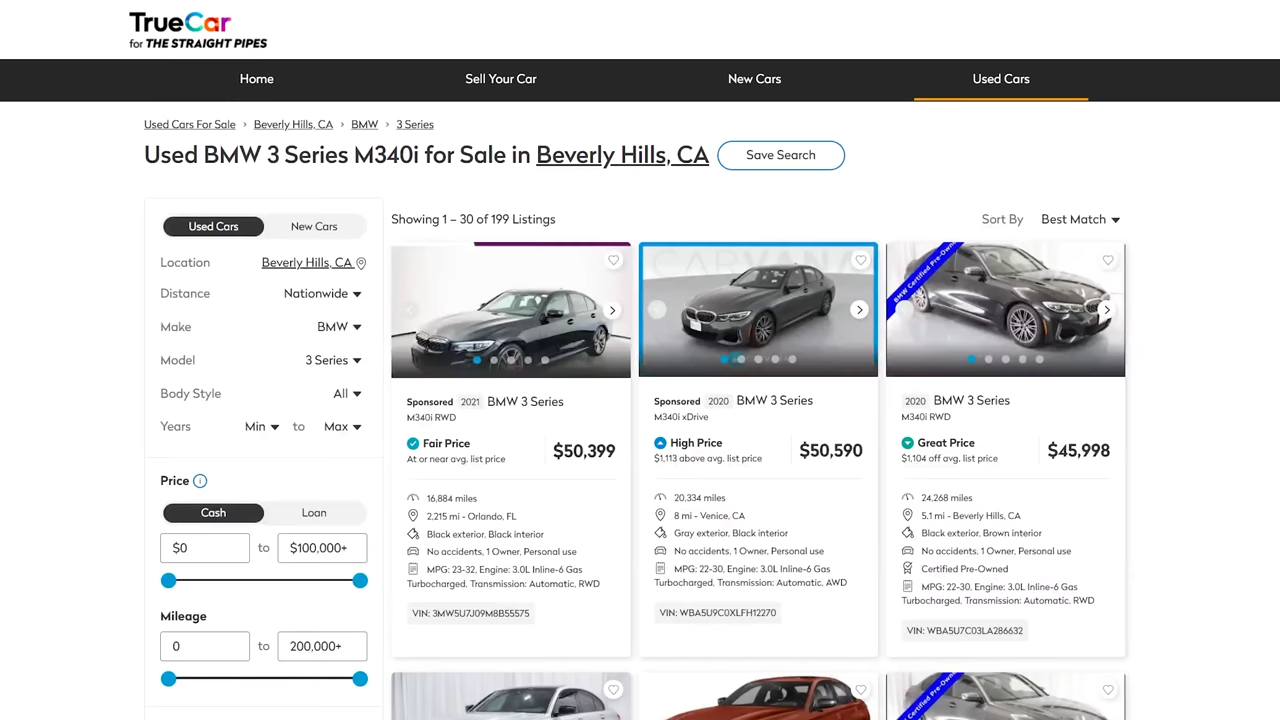 TrueCar
for THE STRAIGHT PIPES
Home
Sell Your Car
New Cars
Used Cars
Used Cars For Sale › Beverly Hills, CA › BMW › 3 Series
Used BMW 3 Series M340i for Sale in Beverly Hills, CA
Save Search
Used Cars
New Cars
Location
Beverly Hills, CA
Distance
Nationwide
Make
BMW
Model
3 Series
Body Style
All
Years
Min
to
Max
Price
Cash
Loan
$0
to
$100,000+
Mileage
0
to
200,000+
Showing 1 – 30 of 199 Listings
Sort By
Best Match
Sponsored 2021 BMW 3 Series
M340i RWD
Fair Price
At or near avg. list price
$50,399
16,884 miles
2,215 mi - Orlando, FL
Black exterior, Black interior
No accidents, 1 Owner, Personal use
MPG: 23-32, Engine: 3.0L Inline-6 Gas
Turbocharged, Transmission: Automatic, RWD
VIN: 3MW5U7J09M8B55575
CARVANA
Sponsored 2020 BMW 3 Series
M340i xDrive
High Price
$1,113 above avg. list price
$50,590
20,334 miles
8 mi - Venice, CA
Gray exterior, Black interior
No accidents, 1 Owner, Personal use
MPG: 22-30, Engine: 3.0L Inline-6 Gas
Turbocharged, Transmission: Automatic, AWD
VIN: WBA5U9C0XLFH12270
BMW Certified Pre-Own
2020 BMW 3 Series
M340i RWD
Great Price
$1,104 off avg. list price
$45,998
24,268 miles
5.1 mi - Beverly Hills, CA
Black exterior, Brown interior
No accidents, 1 Owner, Personal use
Certified Pre-Owned
MPG: 22-30, Engine: 3.0L Inline-6 Gas
Turbocharged, Transmission: Automatic, RWD
VIN: WBA5U7C03LA286632
Certified Pre-Own